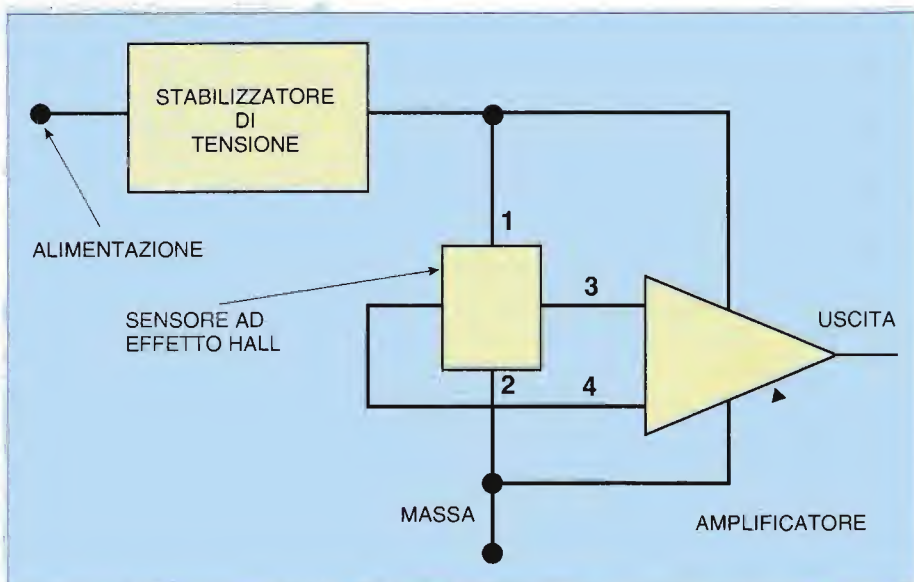 STABILIZZATORE
DI
TENSIONE
ALIMENTAZIONE
1
SENSORE AD
EFFETTO HALL
3
USCITA
2
4
MASSA
AMPLIFICATORE